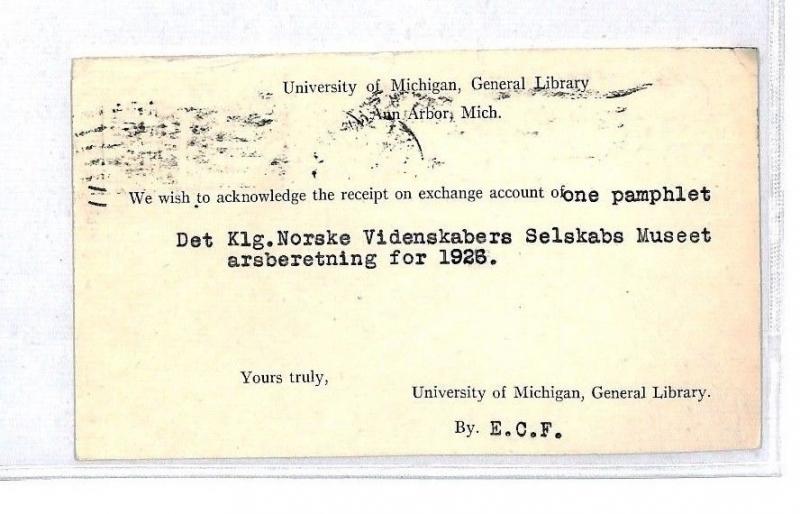 University of Michigan, General Library
Ann Arbor, Mich.
We wish to acknowledge the receipt on exchange account of one pamphlet
Det Klg.Norske Videnskabers Selskabs Museet
arsberetning for 1926.
Yours truly,
University of Michigan, General Library.
By. E.C.F.